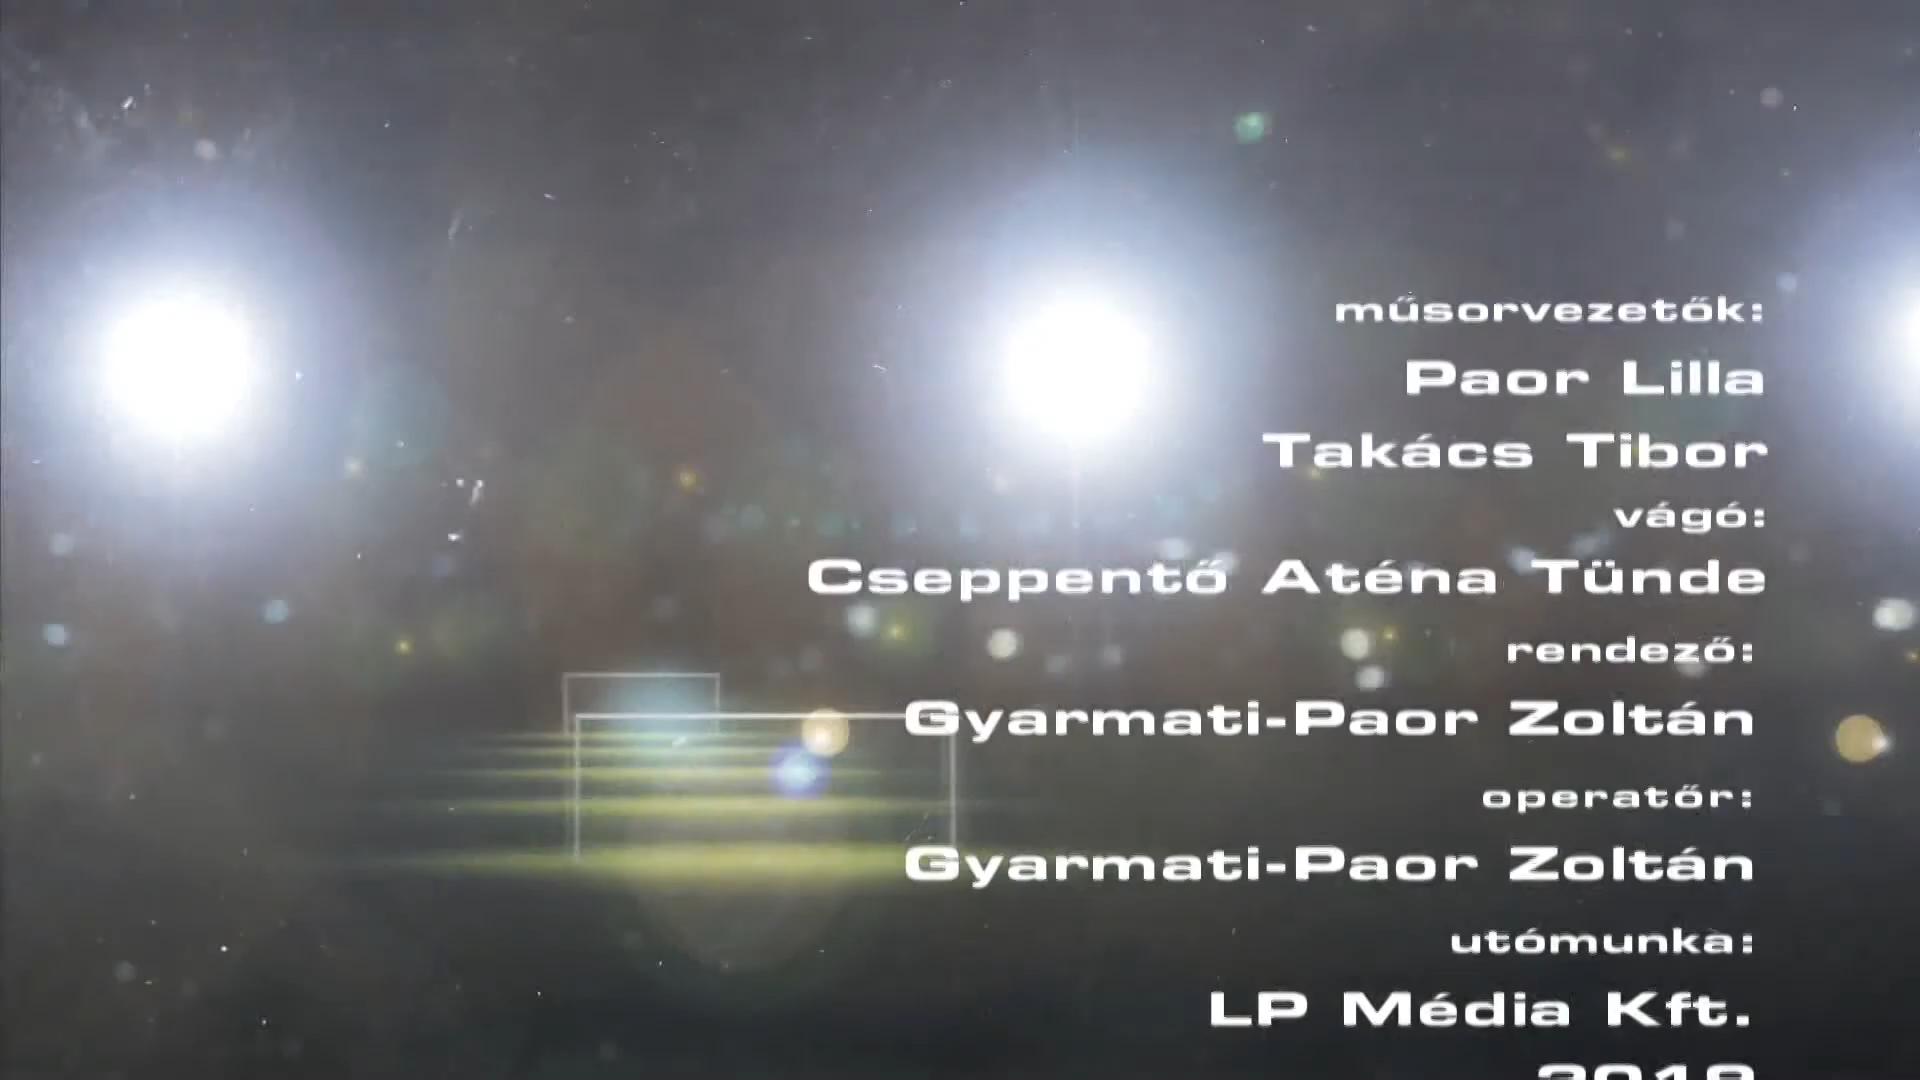 műsorvezetők:
Paor Lilla
Takács Tibor
vágó:
Cseppentő Aténa Tünde
rendező:
Gyarmati-Paor Zoltán
operatőr:
Gyarmati-Paor Zoltán
utómunka:
LP Média Kft.